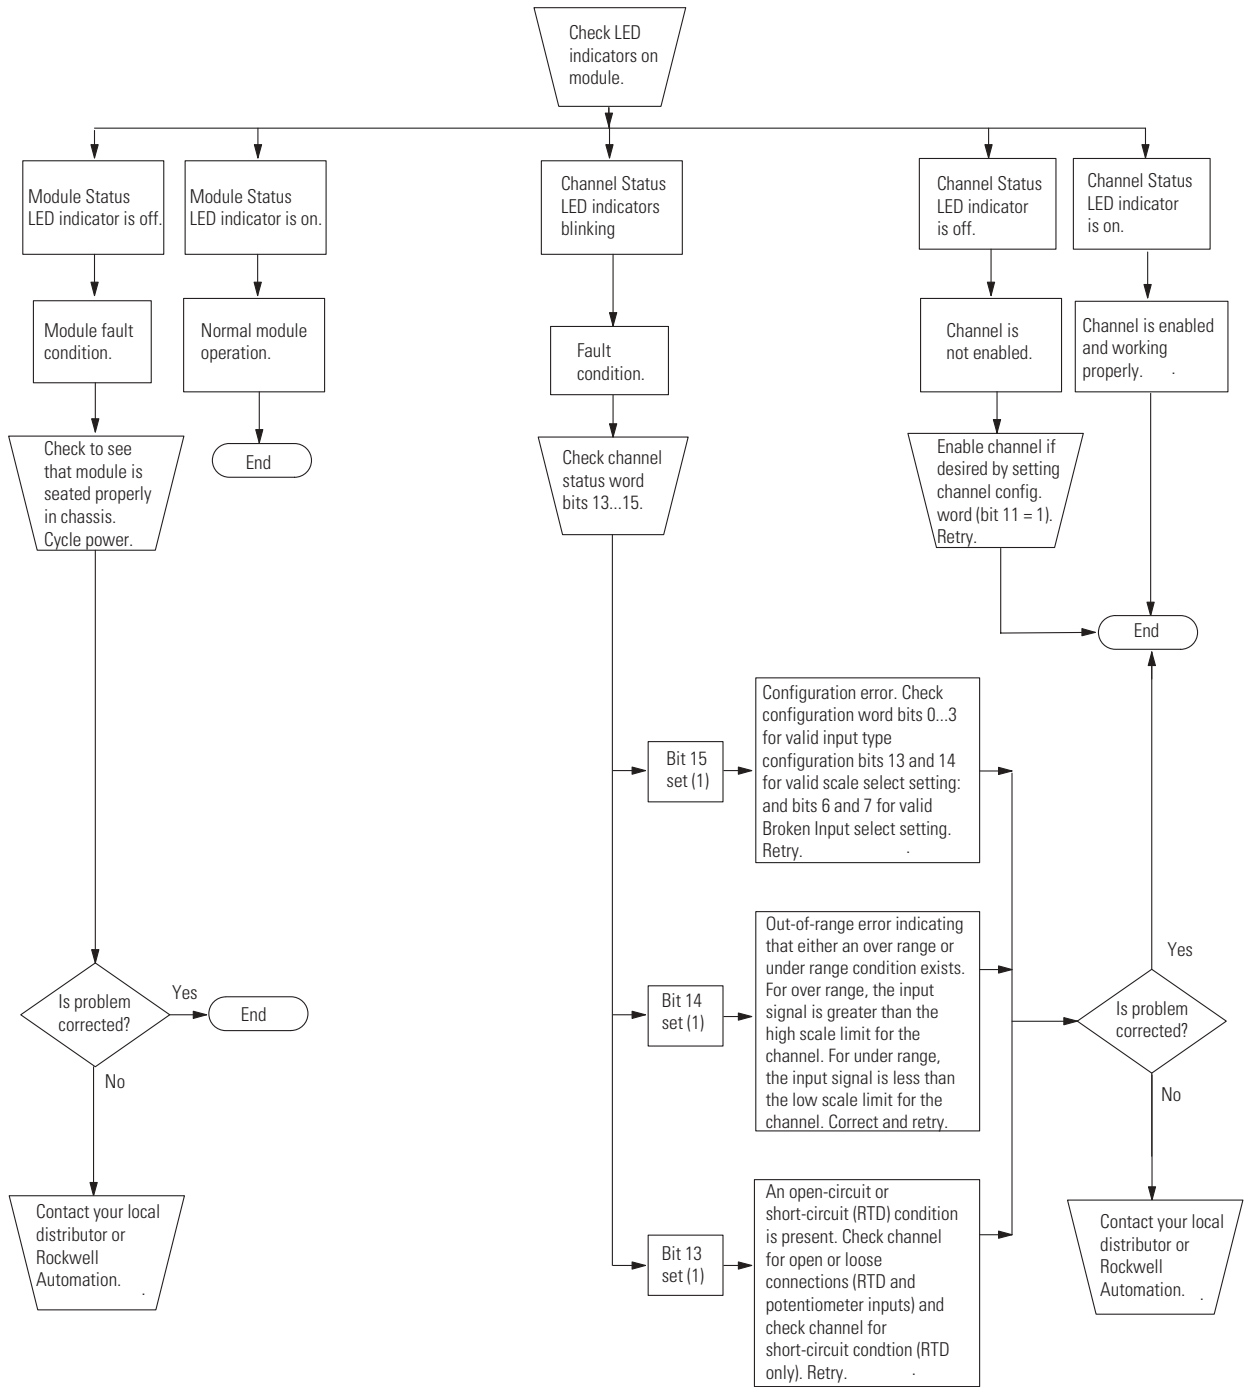 Check LED
indicators on
module.
Module Status
LED indicator is off.
Module Status
LED indicator is on.
Channel Status
LED indicators
blinking
Channel Status
LED indicator
is off.
Channel Status
LED indicator
is on.
Module fault
condition.
Normal module
operation.
Fault
condition.
Channel is
not enabled.
Channel is enabled
and working
properly.
Check to see
that module is
seated properly
in chassis.
Cycle power.
End
Check channel
status word
bits 13...15.
Enable channel if
desired by setting
channel config.
word (bit 11 = 1).
Retry.
End
Bit 15
set (1)
Configuration error. Check
configuration word bits 0...3
for valid input type
configuration bits 13 and 14
for valid scale select setting:
and bits 6 and 7 for valid
Broken Input select setting.
Retry.
Bit 14
set (1)
Out-of-range error indicating
that either an over range or
under range condition exists.
For over range, the input
signal is greater than the
high scale limit for the
channel. For under range,
the input signal is less than
the low scale limit for the
channel. Correct and retry.
Is problem
corrected?
Yes
End
No
Is problem
corrected?
Yes
No
Contact your local
distributor or
Rockwell
Automation.
Bit 13
set (1)
An open-circuit or
short-circuit (RTD) condition
is present. Check channel
for open or loose
connections (RTD and
potentiometer inputs) and
check channel for
short-circuit condtion (RTD
only). Retry.
Contact your local
distributor or
Rockwell
Automation.